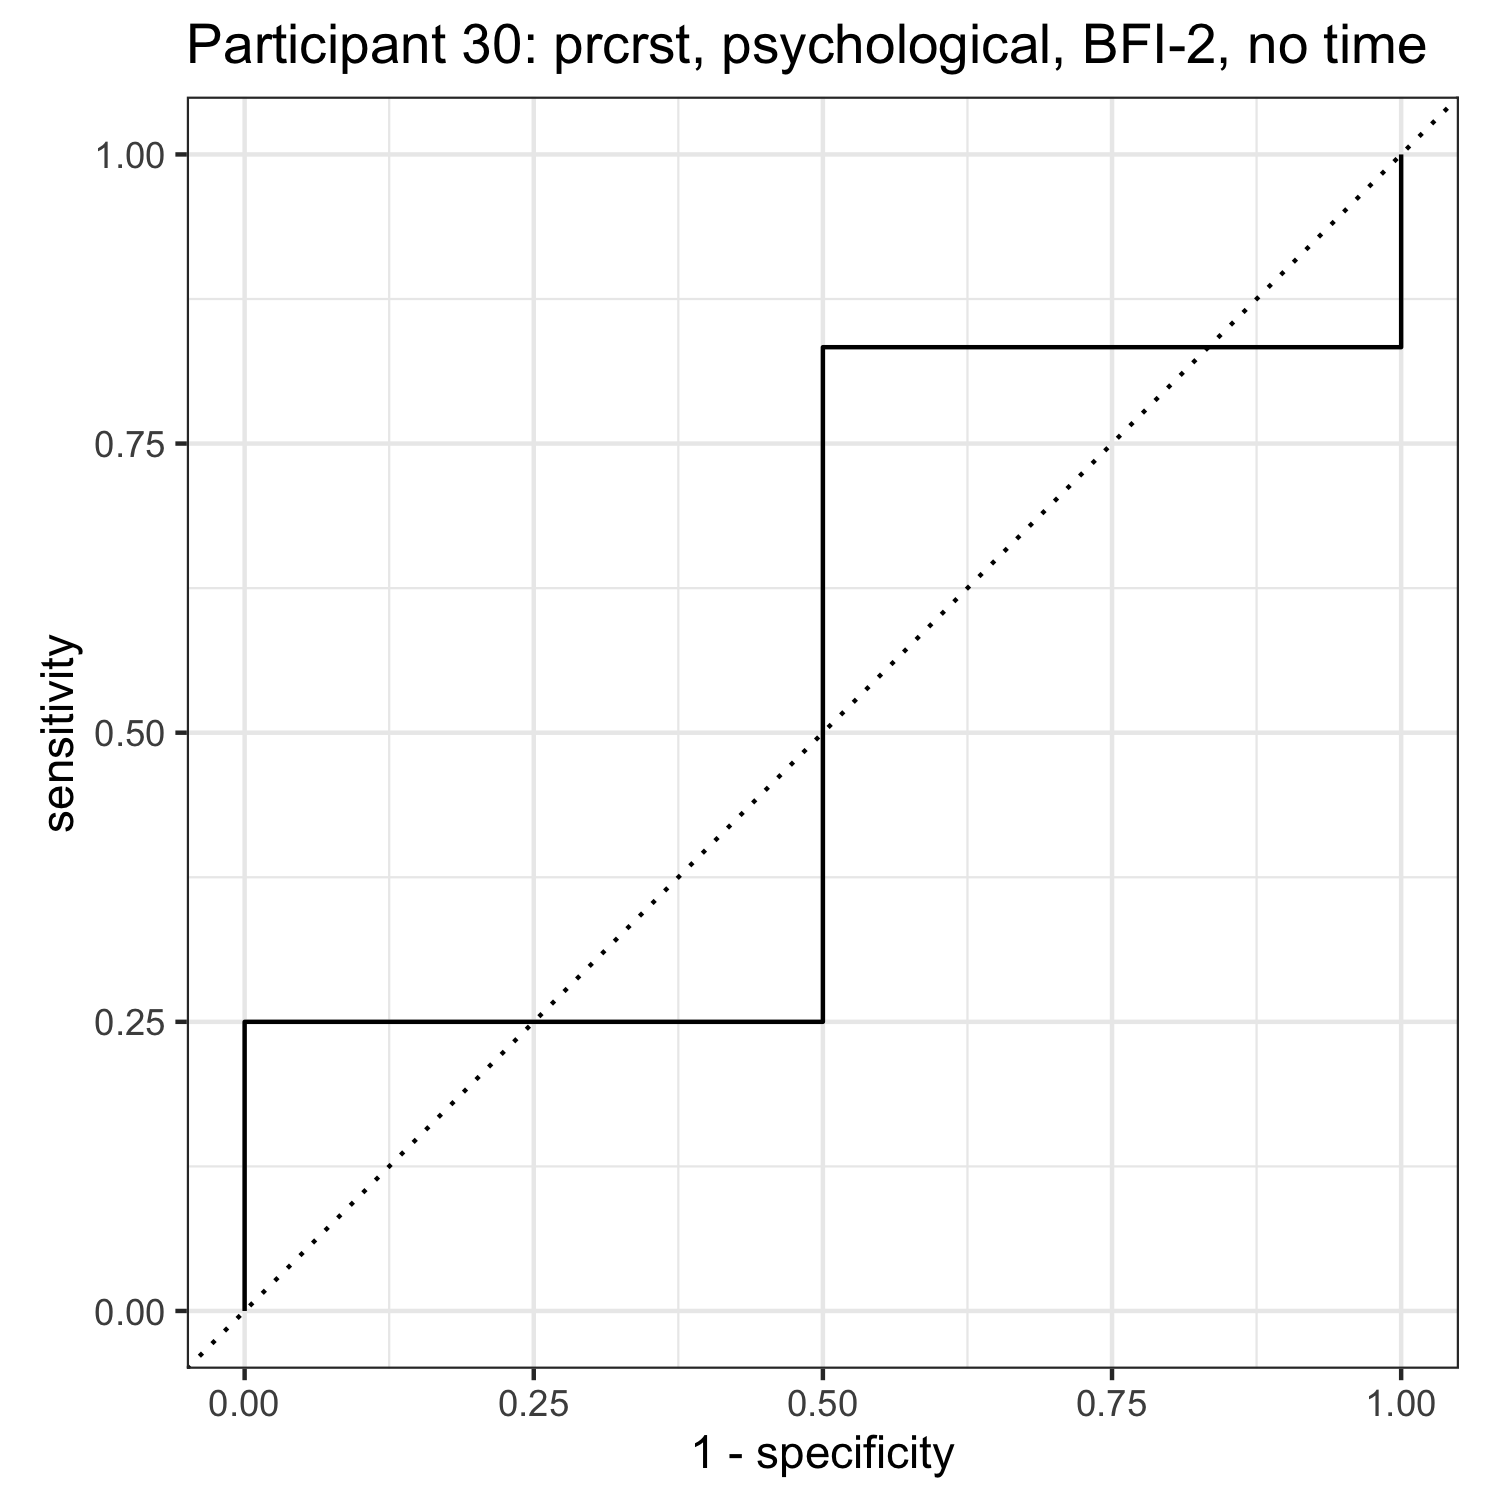 Participant 30: prcrst, psychological, BFI-2, no time
1.00
0.75
0.50
0.25
0.00
sensitivity
0.00 0.25 0.50 0.75 1.00
1 - specificity